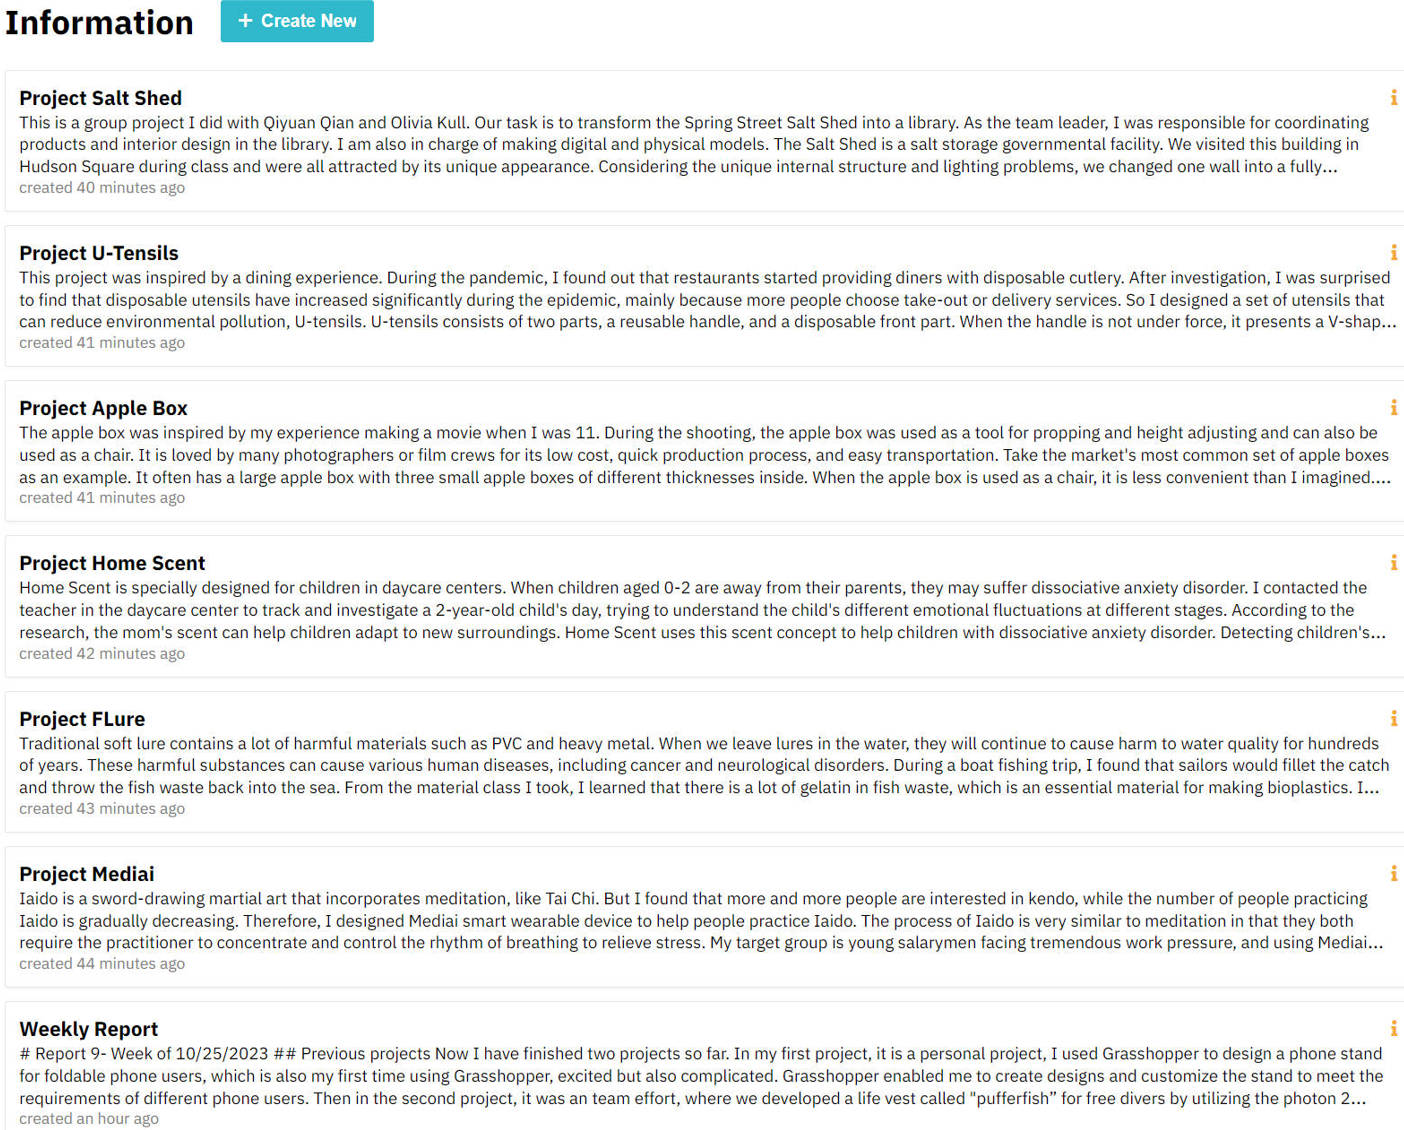 Information
+ Create New
Project Salt Shed
This is a group project I did with Qiyuan Qian and Olivia Kull. Our task is to transform the Spring Street Salt Shed into a library. As the team leader, I was responsible for coordinating
products and interior design in the library. I am also in charge of making digital and physical models. The Salt Shed is a salt storage governmental facility. We visited this building in
Hudson Square during class and were all attracted by its unique appearance. Considering the unique internal structure and lighting problems, we changed one wall into a fully...
created 40 minutes ago
Project U-Tensils
This project was inspired by a dining experience. During the pandemic, I found out that restaurants started providing diners with disposable cutlery. After investigation, I was surprised
to find that disposable utensils have increased significantly during the epidemic, mainly because more people choose take-out or delivery services. So I designed a set of utensils that
can reduce environmental pollution, U-tensils. U-tensils consists of two parts, a reusable handle, and a disposable front part. When the handle is not under force, it presents a V-shap...
created 41 minutes ago
Project Apple Box
The apple box was inspired by my experience making a movie when I was 11. During the shooting, the apple box was used as a tool for propping and height adjusting and can also be
used as a chair. It is loved by many photographers or film crews for its low cost, quick production process, and easy transportation. Take the market's most common set of apple boxes
as an example. It often has a large apple box with three small apple boxes of different thicknesses inside. When the apple box is used as a chair, it is less convenient than I imagined....
created 41 minutes ago
Project Home Scent
Home Scent is specially designed for children in daycare centers. When children aged 0-2 are away from their parents, they may suffer dissociative anxiety disorder. I contacted the
teacher in the daycare center to track and investigate a 2-year-old child's day, trying to understand the child's different emotional fluctuations at different stages. According to the
research, the mom's scent can help children adapt to new surroundings. Home Scent uses this scent concept to help children with dissociative anxiety disorder. Detecting children's...
created 42 minutes ago
Project FLure
Traditional soft lure contains a lot of harmful materials such as PVC and heavy metal. When we leave lures in the water, they will continue to cause harm to water quality for hundreds
of years. These harmful substances can cause various human diseases, including cancer and neurological disorders. During a boat fishing trip, I found that sailors would fillet the catch
and throw the fish waste back into the sea. From the material class I took, I learned that there is a lot of gelatin in fish waste, which is an essential material for making bioplastics. I...
created 43 minutes ago
Project Mediai
Iaido is a sword-drawing martial art that incorporates meditation, like Tai Chi. But I found that more and more people are interested in kendo, while the number of people practicing
Iaido is gradually decreasing. Therefore, I designed Mediai smart wearable device to help people practice Iaido. The process of Iaido is very similar to meditation in that they both
require the practitioner to concentrate and control the rhythm of breathing to relieve stress. My target group is young salarymen facing tremendous work pressure, and using Mediai...
created 44 minutes ago
Weekly Report
# Report 9- Week of 10/25/2023 ## Previous projects Now I have finished two projects so far. In my first project, it is a personal project, I used Grasshopper to design a phone stand
for foldable phone users, which is also my first time using Grasshopper, excited but also complicated. Grasshopper enabled me to create designs and customize the stand to meet the
requirements of different phone users. Then in the second project, it was an team effort, where we developed a life vest called "pufferfish” for free divers by utilizing the photon 2...
created an hour ago